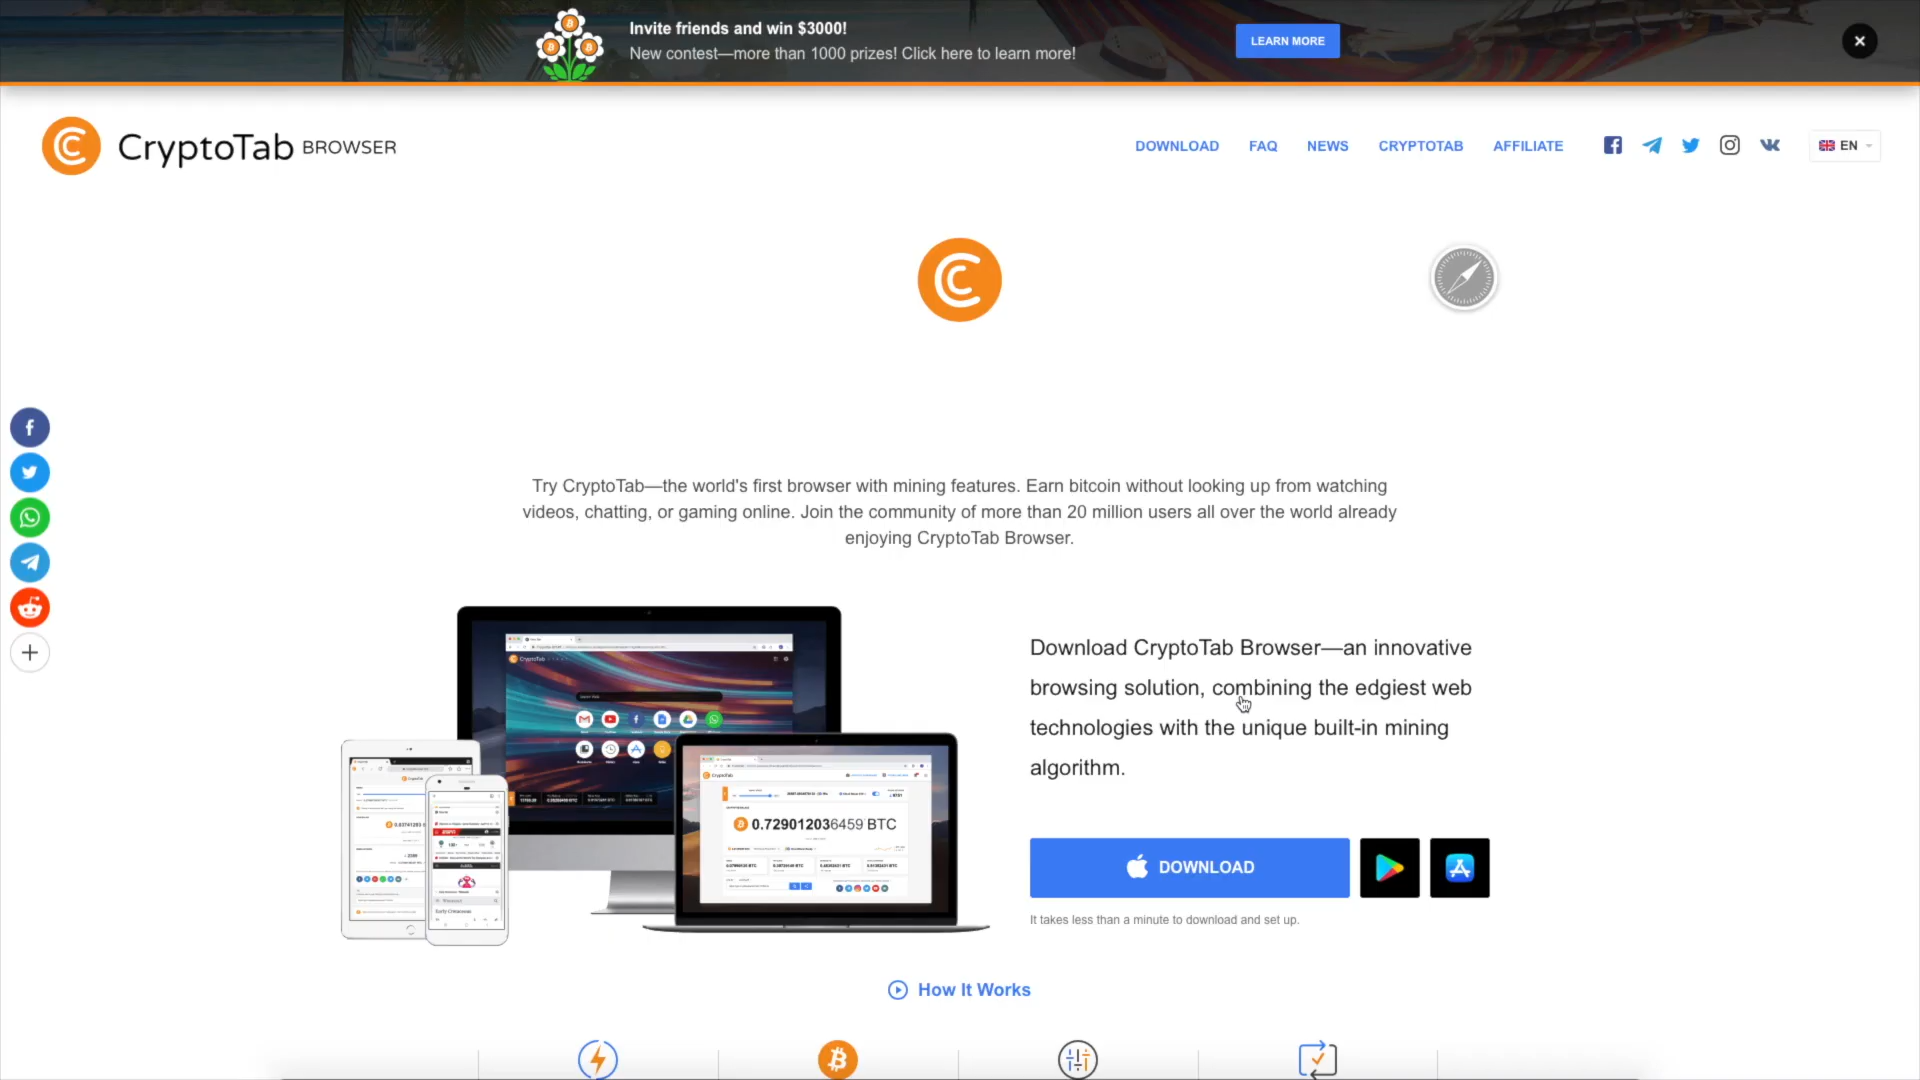 Invite friends and win $3000!
New contest—more than 1000 prizes! Click here to learn more!
LEARN MORE
CryptoTab BROWSER
DOWNLOAD FAQ NEWS CRYPTOTAB AFFILIATE
EN
Try CryptoTab—the world's first browser with mining features. Earn bitcoin without looking up from watching
videos, chatting, or gaming online. Join the community of more than 20 million users all over the world already
enjoying CryptoTab Browser.
Download CryptoTab Browser—an innovative
browsing solution, combining the edgiest web
technologies with the unique built-in mining
algorithm.
CryptoTab
CryptoTab
0.729012036459 BTC
DOWNLOAD
It takes less than a minute to download and set up.
How It Works